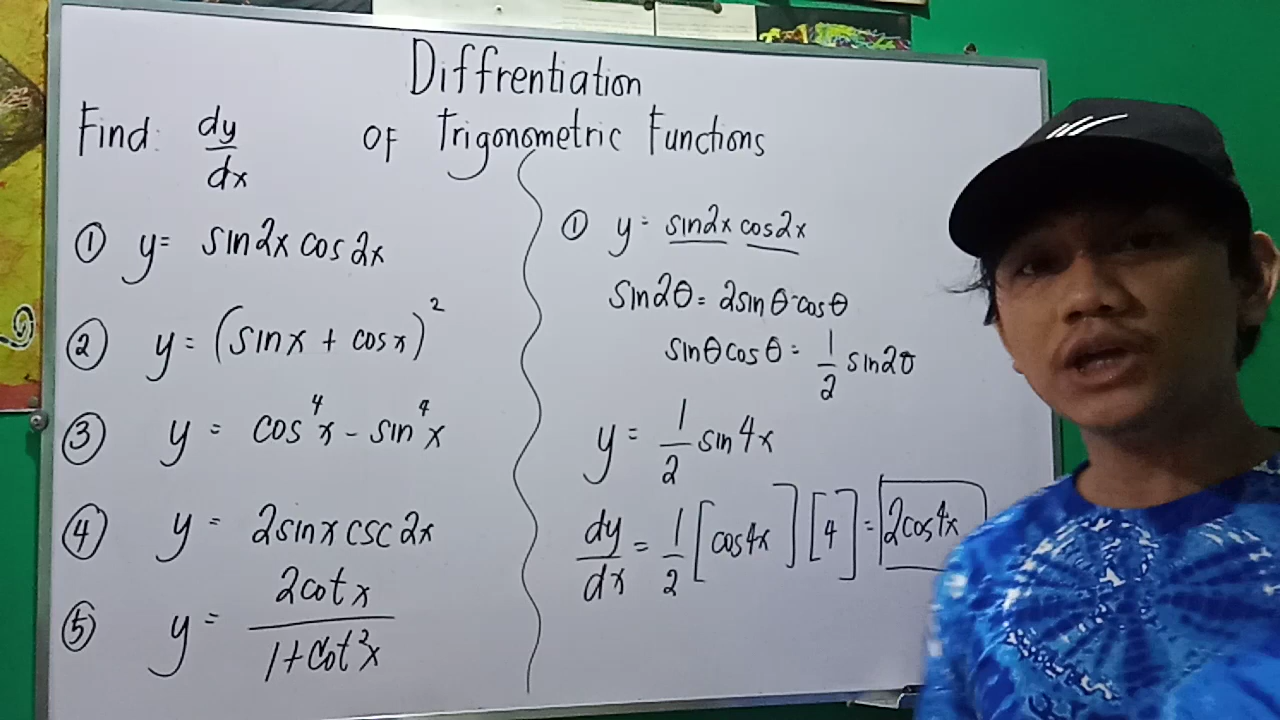 Diffrentiation
of Trigonometric Functions
Find: dy/dx
① y= sin2x cos2x
② y= (sinx + cosx)²
③ y= cos⁴x - sin⁴x
④ y= 2sinx csc2x
⑤ y= 2cotx / 1+cot²x
① y= sin2x cos2x
sin2θ= 2sinθ·cosθ
sinθcosθ= 1/2 sin2θ
y= 1/2 sin4x
dy/dx = 1/2 [cos4x][4] = 2cos4x